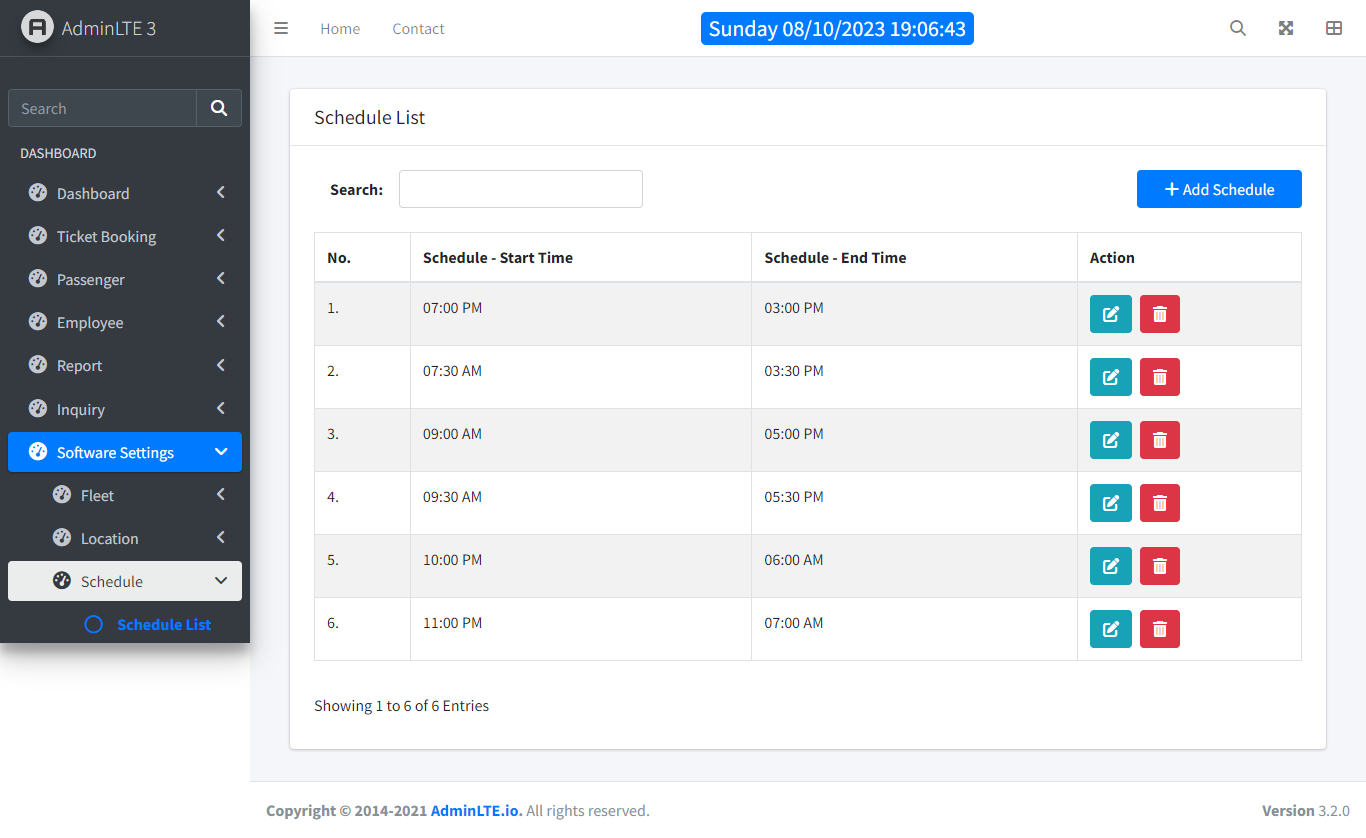 AdminLTE 3
Home Contact Sunday 08/10/2023 19:06:43
Search
DASHBOARD
Dashboard
Ticket Booking
Passenger
Employee
Report
Inquiry
Software Settings
Fleet
Location
Schedule
Schedule List
Schedule List
Search: Add Schedule
No. Schedule - Start Time Schedule - End Time Action
1. 07:00 PM 03:00 PM
2. 07:30 AM 03:30 PM
3. 09:00 AM 05:00 PM
4. 09:30 AM 05:30 PM
5. 10:00 PM 06:00 AM
6. 11:00 PM 07:00 AM
Showing 1 to 6 of 6 Entries
Copyright © 2014-2021 AdminLTE.io. All rights reserved. Version 3.2.0